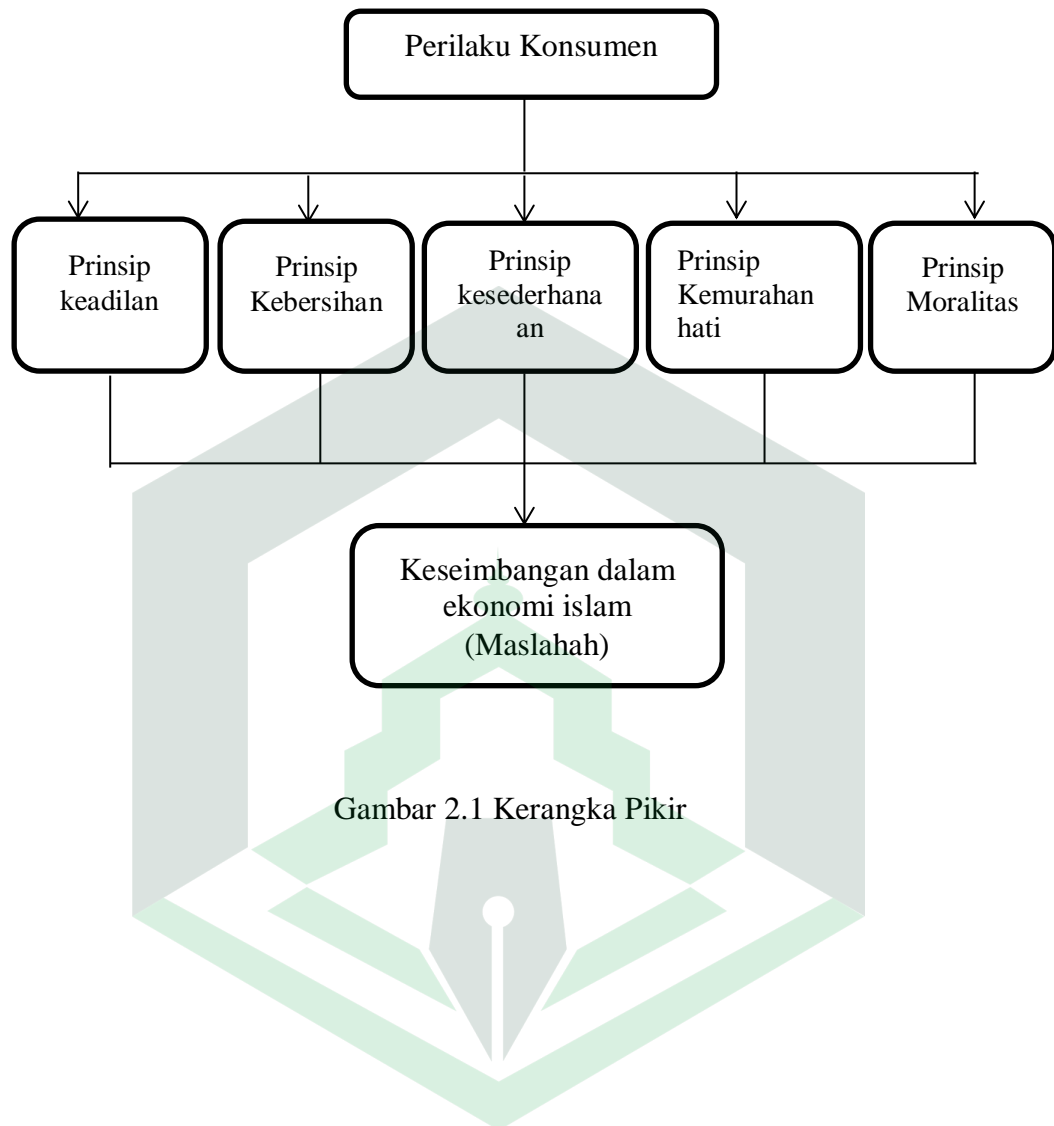 Perilaku Konsumen
Prinsip
keadilan
Prinsip
Kebersihan
Prinsip
kesederhana
an
Prinsip
Kemurahan
hati
Prinsip
Moralitas
Keseimbangan dalam
ekonomi islam
(Maslahah)
Gambar 2.1 Kerangka Pikir